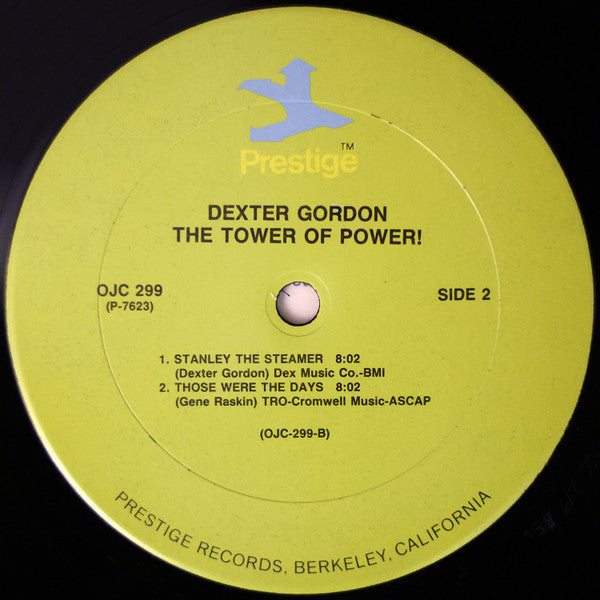 Prestige™
DEXTER GORDON
THE TOWER OF POWER!
OJC 299
(P-7623)
SIDE 2
1. STANLEY THE STEAMER 8:02
(Dexter Gordon) Dex Music Co.-BMI
2. THOSE WERE THE DAYS 8:02
(Gene Raskin) TRO-Cromwell Music-ASCAP
(OJC-299-B)
PRESTIGE RECORDS, BERKELEY, CALIFORNIA